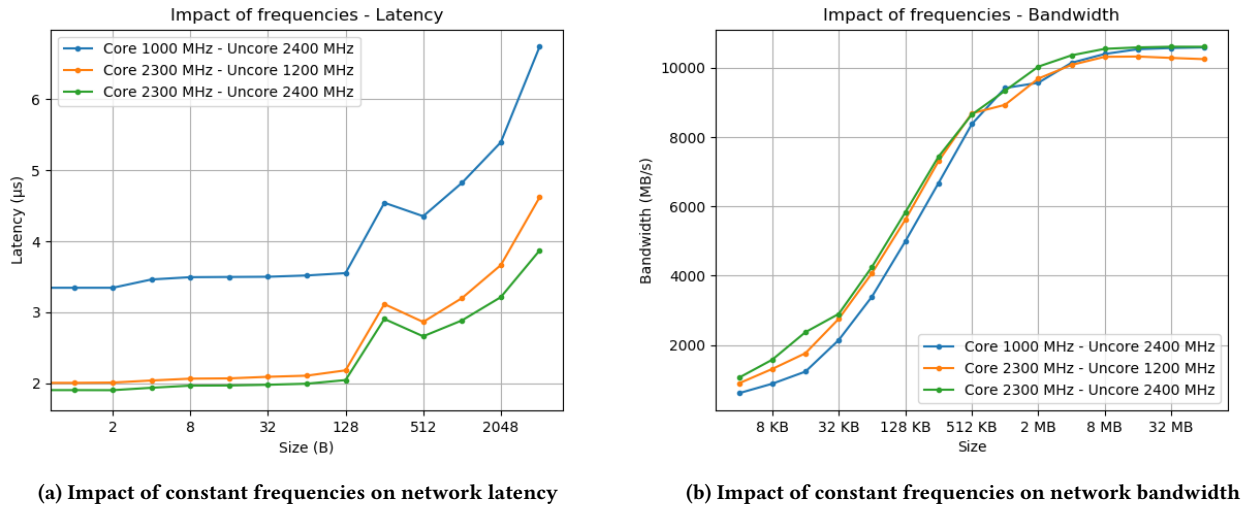 Impact of frequencies - Latency
Core 1000 MHz - Uncore 2400 MHz
Core 2300 MHz - Uncore 1200 MHz
Core 2300 MHz - Uncore 2400 MHz
6
5
4
3
2
Latency (µs)
2 8 32 128 512 2048
Size (B)
(a) Impact of constant frequencies on network latency
Impact of frequencies - Bandwidth
10000
8000
6000
4000
2000
Bandwidth (MB/s)
Core 1000 MHz - Uncore 2400 MHz
Core 2300 MHz - Uncore 1200 MHz
Core 2300 MHz - Uncore 2400 MHz
8 KB 32 KB 128 KB 512 KB 2 MB 8 MB 32 MB
Size
(b) Impact of constant frequencies on network bandwidth